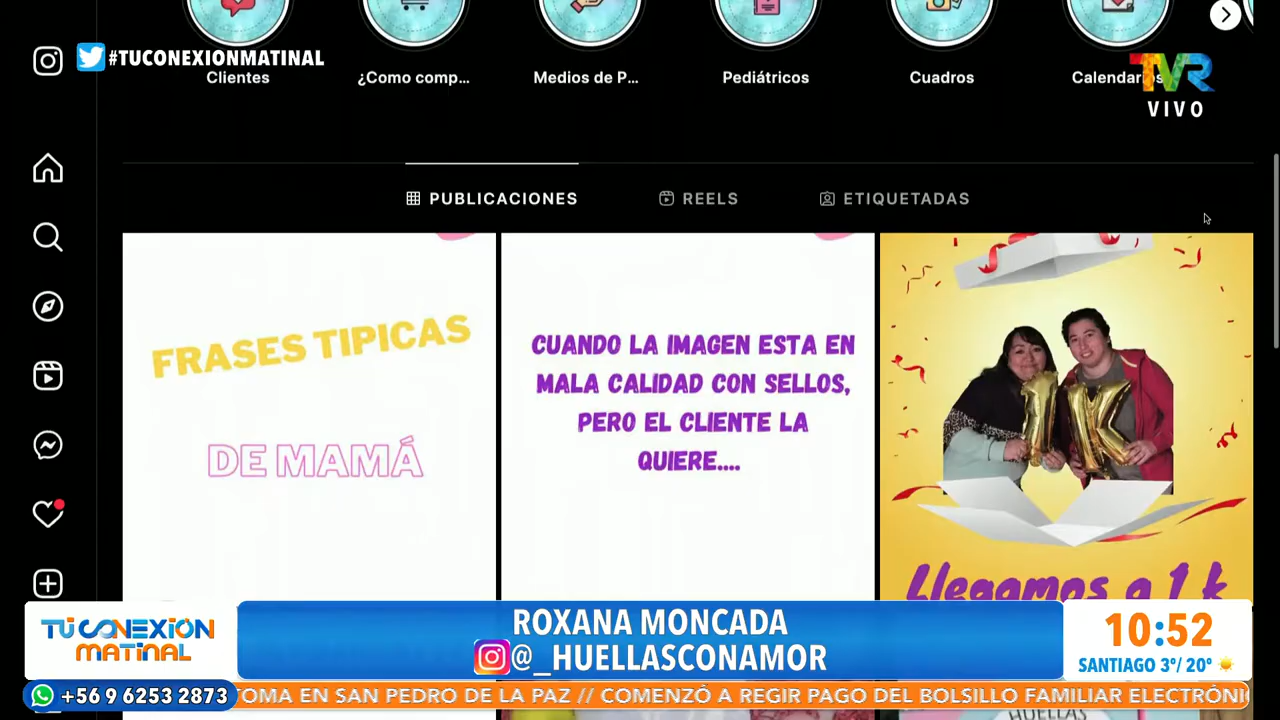 #TUCONEXIONMATINAL
Clientes
¿Como comp...
Medios de P...
Pediátricos
Cuadros
Calendarios
TVR
VIVO
PUBLICACIONES
REELS
ETIQUETADAS
FRASES TIPICAS
DE MAMÁ
CUANDO LA IMAGEN ESTA EN
MALA CALIDAD CON SELLOS,
PERO EL CLIENTE LA
QUIERE....
1K
Llegamos a 1 k
TU CONEXIÓN
MATINAL
ROXANA MONCADA
@_HUELLASCONAMOR
10:52
SANTIAGO 3°/ 20°
+56 9 6253 2873
TOMA EN SAN PEDRO DE LA PAZ // COMENZÓ A REGIR PAGO DEL BOLSILLO FAMILIAR ELECTRÓNI
HUELLAS